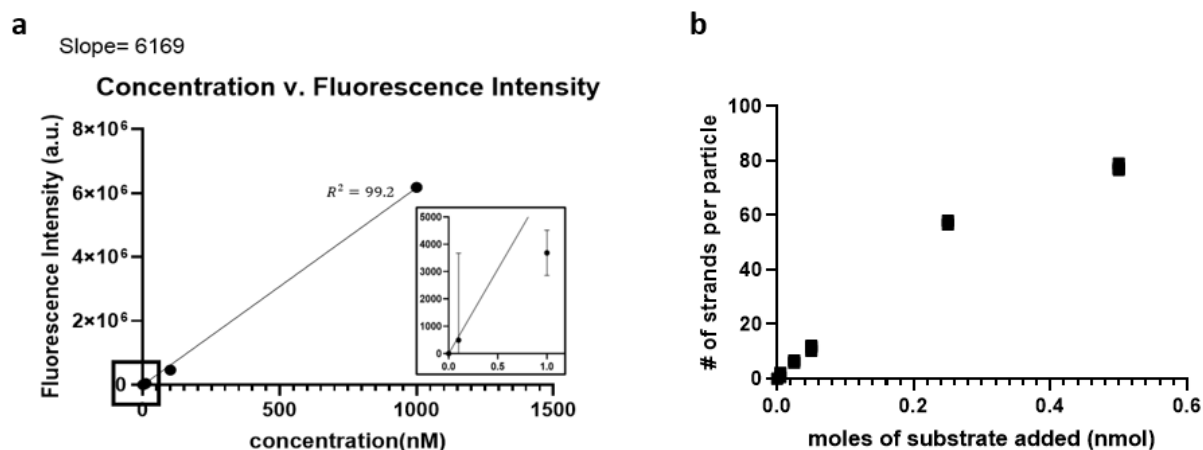 a
Slope= 6169
Concentration v. Fluorescence Intensity
Fluorescence Intensity (a.u.)
8×10⁶
6×10⁶
4×10⁶
2×10⁶
0
R² = 99.2
5000
4000
3000
2000
1000
0
0.0 0.5 1.0
0 500 1000 1500
concentration(nM)
b
# of strands per particle
100
80
60
40
20
0
0.0 0.2 0.4 0.6
moles of substrate added (nmol)